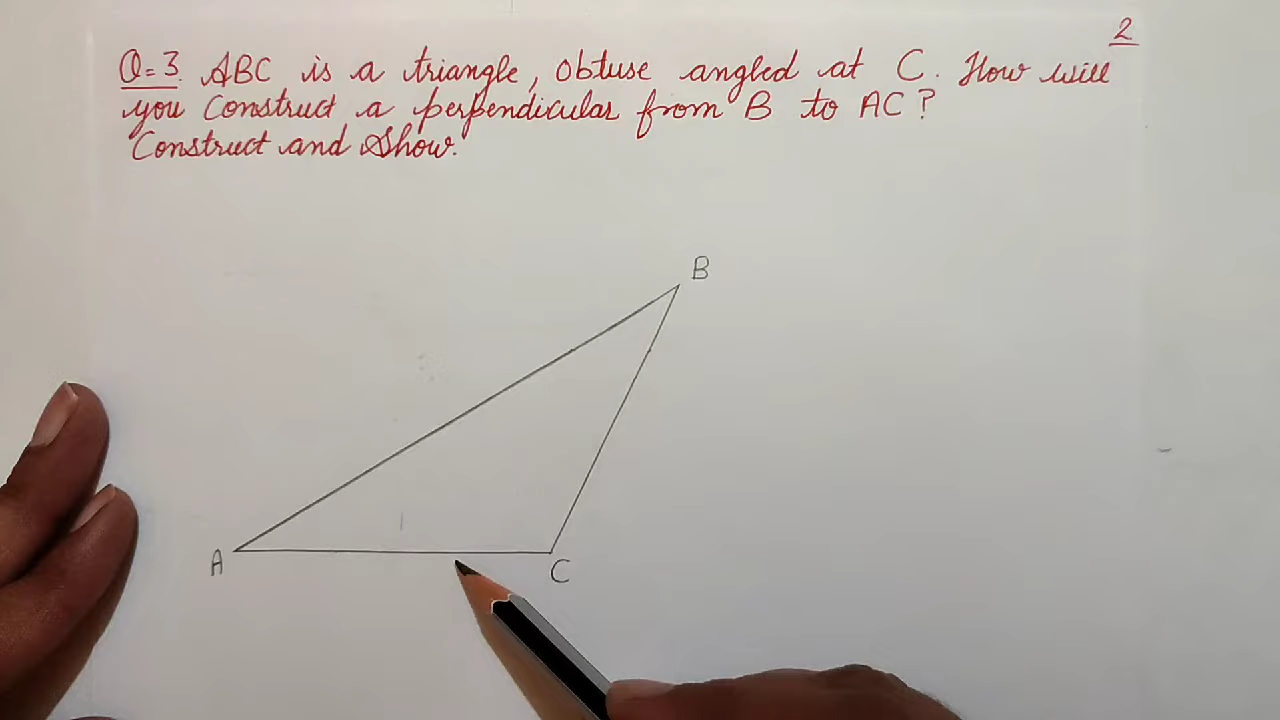 2
Q=3. ABC is a triangle, obtuse angled at C. How will
you construct a perpendicular from B to AC?
Construct and Show.
B
A
C